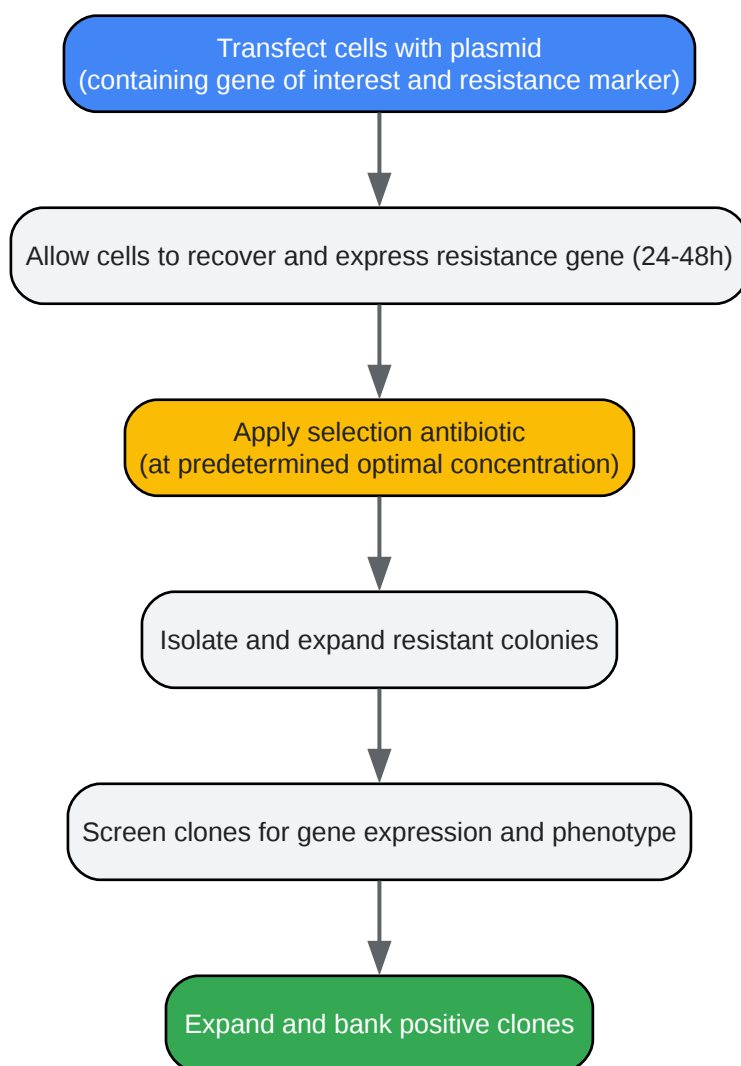 Transfect cells with plasmid
(containing gene of interest and resistance marker)
Allow cells to recover and express resistance gene (24-48h)
Apply selection antibiotic
(at predetermined optimal concentration)
Isolate and expand resistant colonies
Screen clones for gene expression and phenotype
Expand and bank positive clones